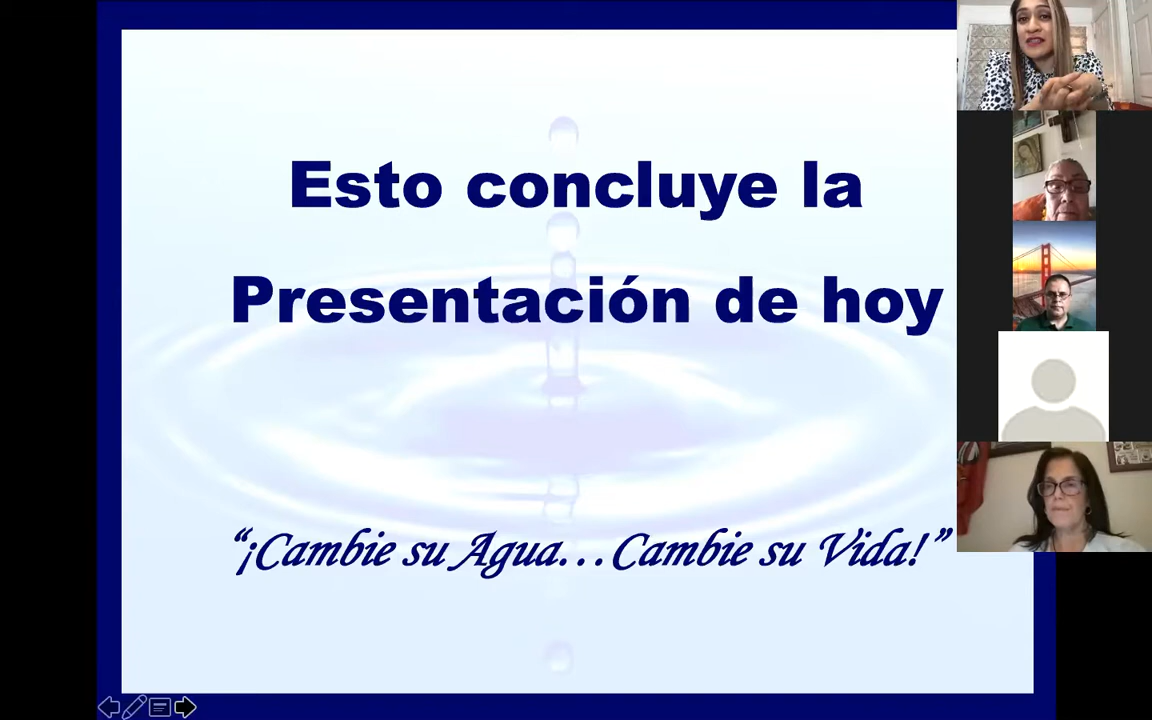 Esto concluye la
Presentación de hoy
“¡Cambie su Agua...Cambie su Vida!”